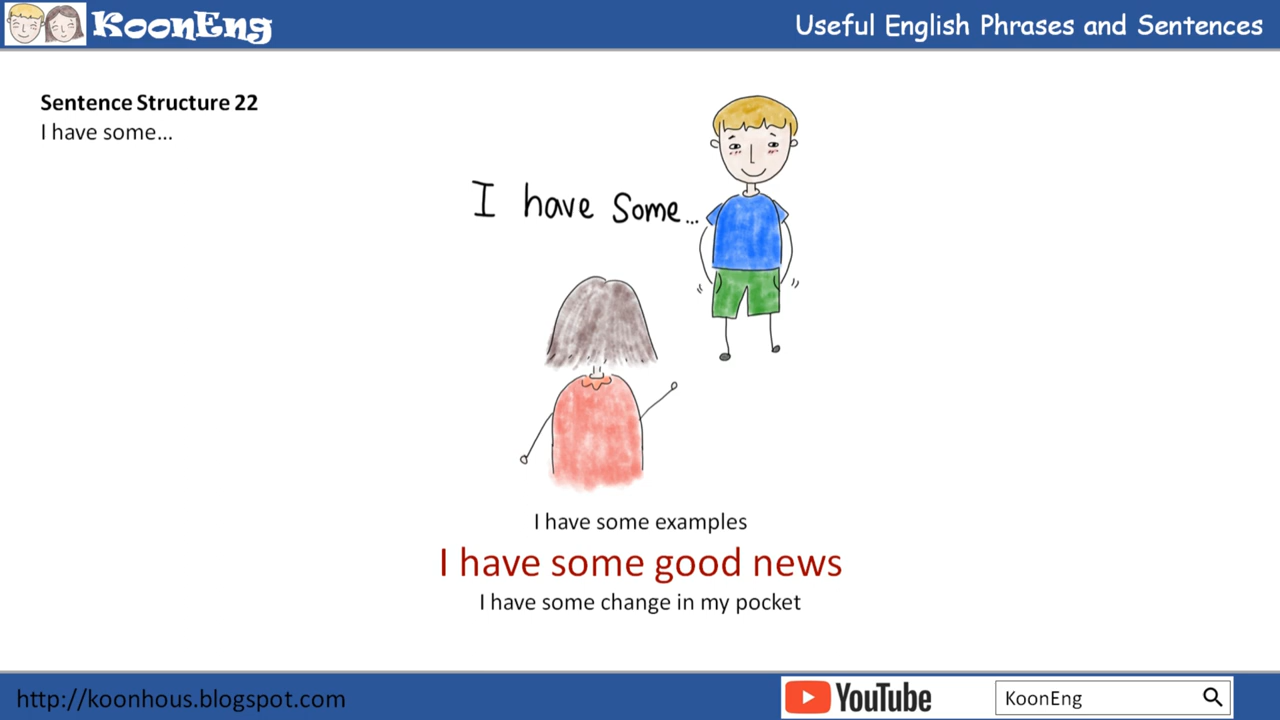 KoonEng
Useful English Phrases and Sentences
Sentence Structure 22
I have some...
I have Some...
I have some examples
I have some good news
I have some change in my pocket
http://koonhous.blogspot.com
YouTube
KoonEng